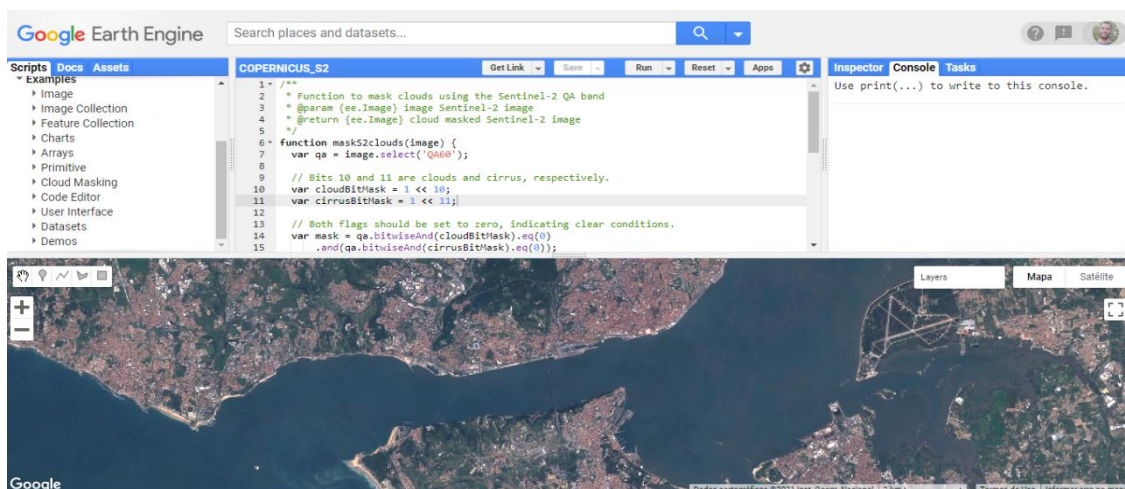 Google Earth Engine
Search places and datasets...
Scripts Docs Assets
Examples
Image
Image Collection
Feature Collection
Charts
Arrays
Primitive
Cloud Masking
Code Editor
User Interface
Datasets
Demos
COPERNICUS_S2
Get Link Save Run Reset Apps
1 /**
2 * Function to mask clouds using the Sentinel-2 QA band
3 * @param {ee.Image} image Sentinel-2 image
4 * @return {ee.Image} cloud masked Sentinel-2 image
5 */
6 function maskS2clouds(image) {
7 var qa = image.select('QA60');
8
9 // Bits 10 and 11 are clouds and cirrus, respectively.
10 var cloudBitMask = 1 << 10;
11 var cirrusBitMask = 1 << 11;
12
13 // Both flags should be set to zero, indicating clear conditions.
14 var mask = qa.bitwiseAnd(cloudBitMask).eq(0)
15 .and(qa.bitwiseAnd(cirrusBitMask).eq(0));
Inspector Console Tasks
Use print(...) to write to this console.
Layers
Mapa Satélite
Google